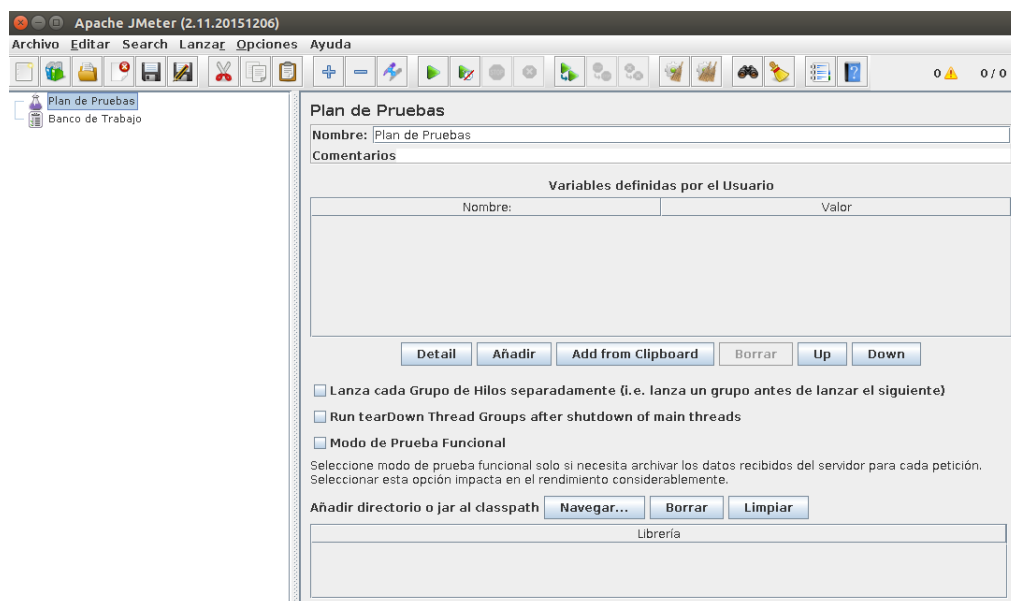 Apache JMeter (2.11.20151206)
Archivo Editar Search Lanzar Opciones Ayuda
0 0 / 0
Plan de Pruebas
Banco de Trabajo
Plan de Pruebas
Nombre: Plan de Pruebas
Comentarios
Variables definidas por el Usuario
Nombre: Valor
Detail Añadir Add from Clipboard Borrar Up Down
Lanza cada Grupo de Hilos separadamente (i.e. lanza un grupo antes de lanzar el siguiente)
Run tearDown Thread Groups after shutdown of main threads
Modo de Prueba Funcional
Seleccione modo de prueba funcional solo si necesita archivar los datos recibidos del servidor para cada petición.
Seleccionar esta opción impacta en el rendimiento considerablemente.
Añadir directorio o jar al classpath Navegar... Borrar Limpiar
Librería